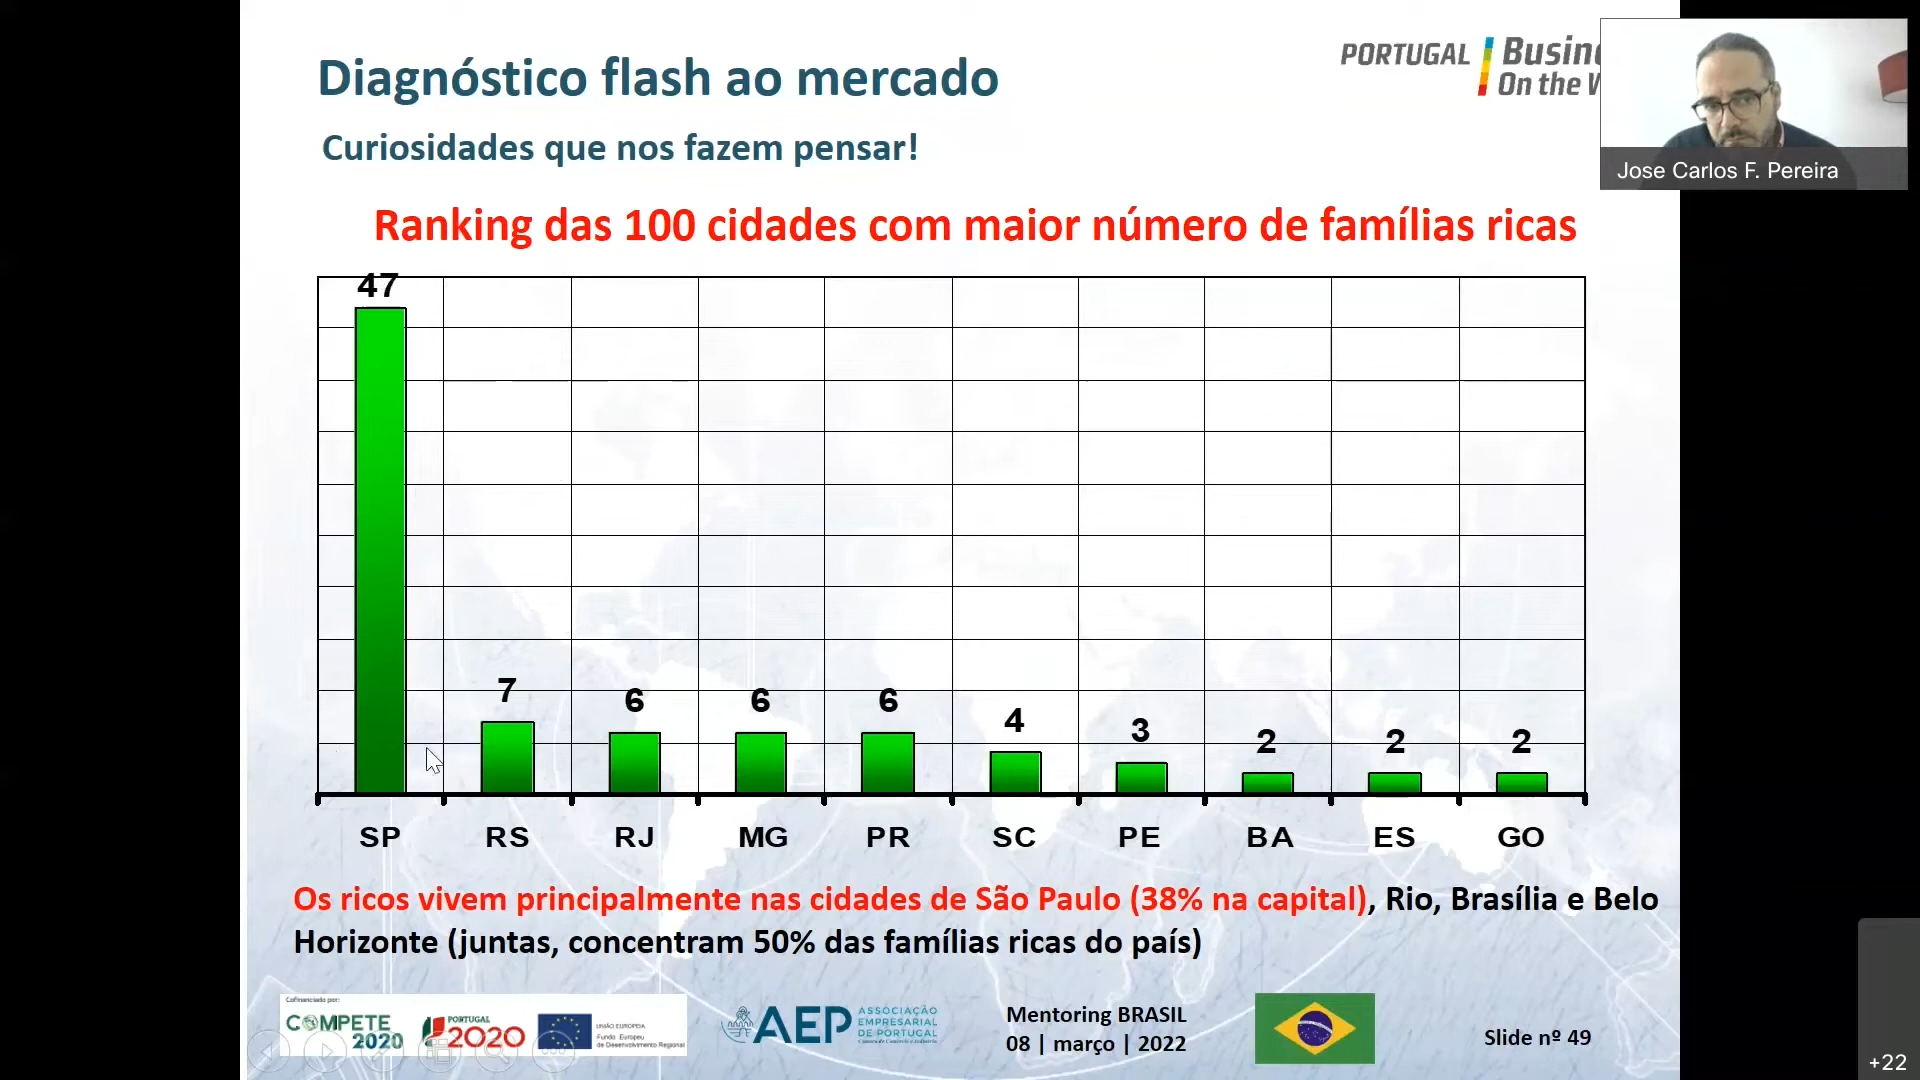 Diagnóstico flash ao mercado
PORTUGAL Busin
On the
Curiosidades que nos fazem pensar!
Jose Carlos F. Pereira
Ranking das 100 cidades com maior número de famílias ricas
47
7
6
6
6
4
3
2
2
2
SP RS RJ MG PR SC PE BA ES GO
Os ricos vivem principalmente nas cidades de São Paulo (38% na capital), Rio, Brasília e Belo
Horizonte (juntas, concentram 50% das famílias ricas do país)
Cofinanciado por:
COMPETE
2020
PORTUGAL
2020
UNIÃO EUROPEIA
Fundo Europeu
de Desenvolvimento Regional
AEP
ASSOCIAÇÃO
EMPRESARIAL
DE PORTUGAL
Câmara de Comércio e Indústria
Mentoring BRASIL
08 | março | 2022
Slide nº 49
+22